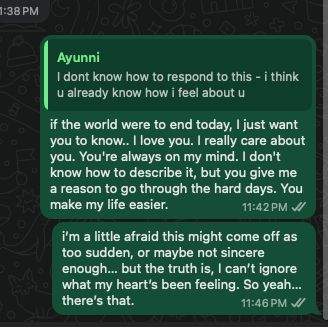 1:38 PM
Ayunni
I dont know how to respond to this - i think
u already know how i feel about u
if the world were to end today, I just want
you to know.. I love you. I really care about
you. You're always on my mind. I don't
know how to describe it, but you give me
a reason to go through the hard days. You
make my life easier.
11:42 PM
i'm a little afraid this might come off as
too sudden, or maybe not sincere
enough... but the truth is, I can't ignore
what my heart's been feeling. So yeah...
there's that.
11:46 PM